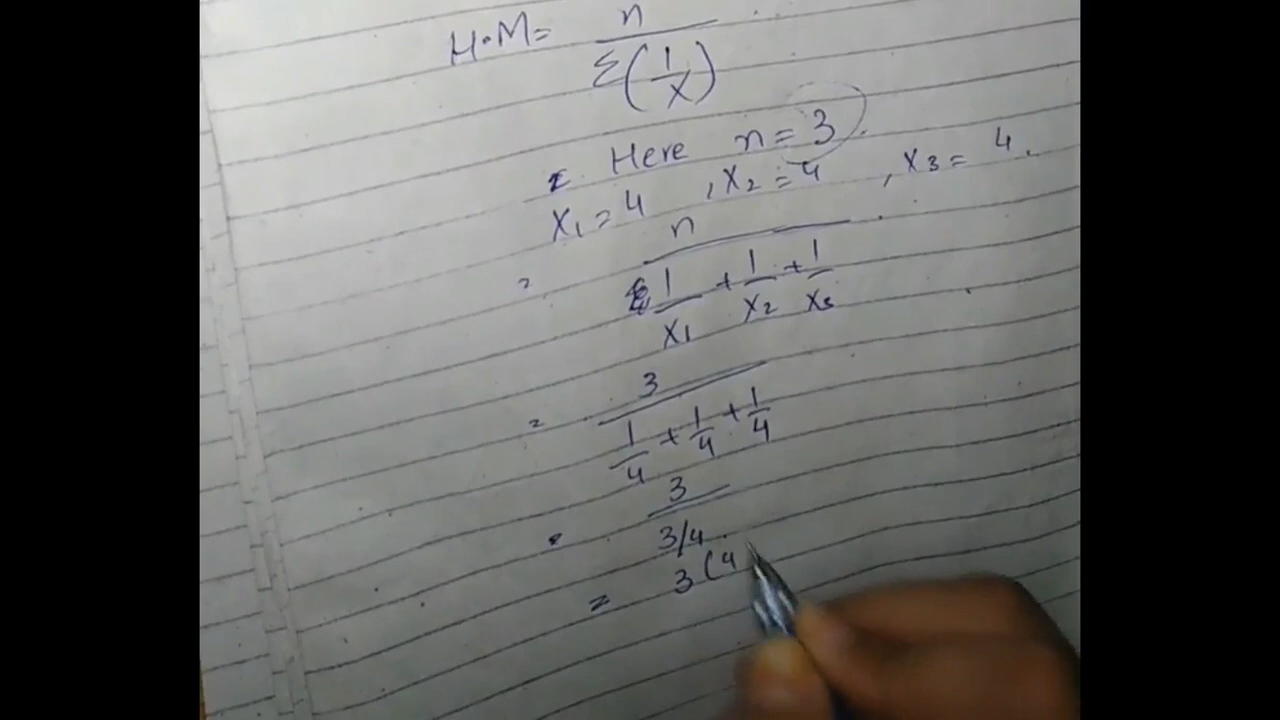 H.M = n / Σ(1/X)
Here n = 3.
X1 = 4 , X2 = 4 , X3 = 4.
= n / 1/X1 + 1/X2 + 1/X3
= 3 / 1/4 + 1/4 + 1/4
= 3 / 3/4
= 3 (4